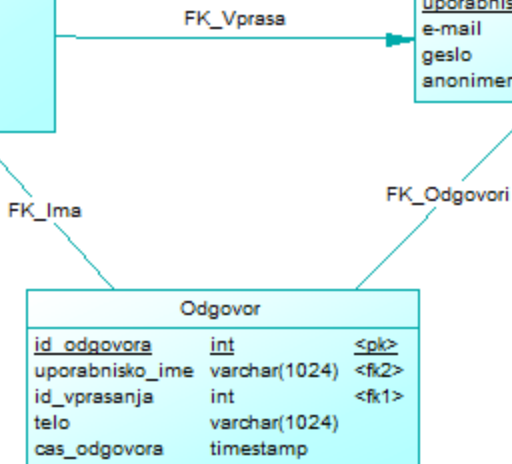 FK_Vprasa
e-mail
geslo
FK_Ima
FK_Odgovori
Odgovor
id_odgovora int <pk>
uporabnisko_ime varchar(1024) <fk2>
id_vprasanja int <fk1>
telo varchar(1024)
cas_odgovora timestamp